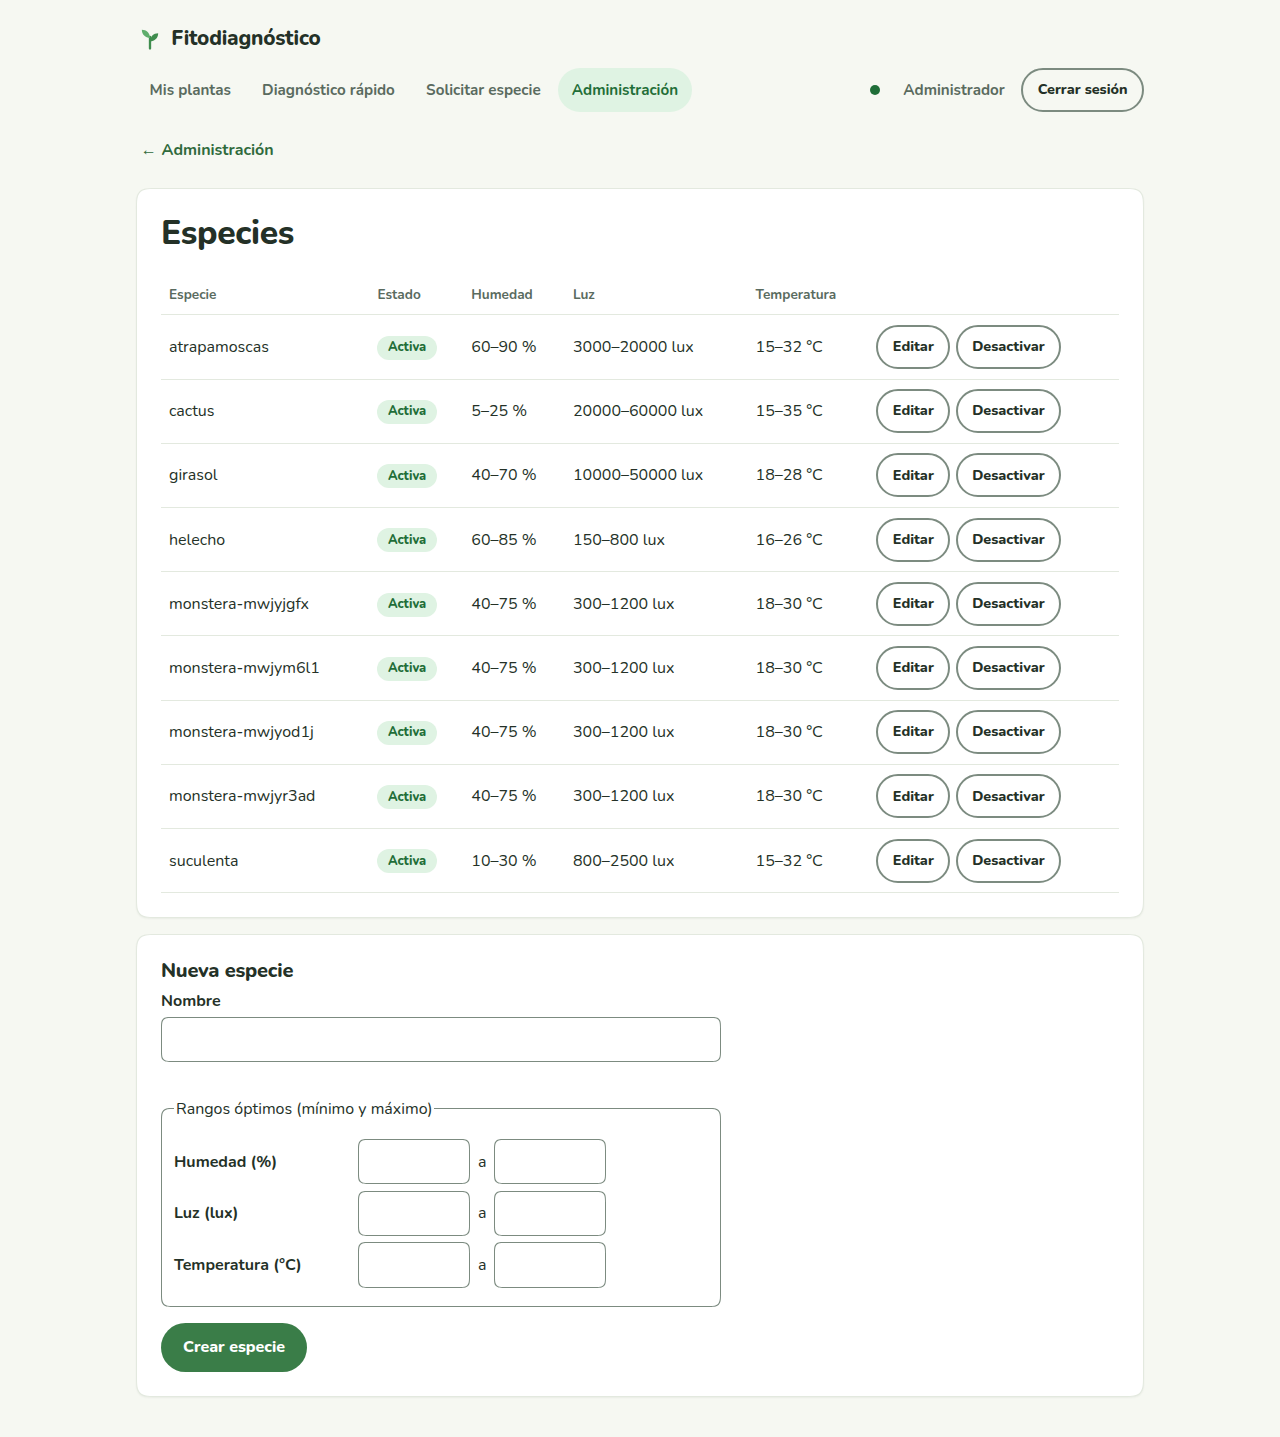 Fitodiagnóstico
Mis plantas Diagnóstico rápido Solicitar especie Administración Administrador Cerrar sesión
← Administración
Especies
Especie Estado Humedad Luz Temperatura
atrapamoscas Activa 60–90 % 3000–20000 lux 15–32 °C Editar Desactivar
cactus Activa 5–25 % 20000–60000 lux 15–35 °C Editar Desactivar
girasol Activa 40–70 % 10000–50000 lux 18–28 °C Editar Desactivar
helecho Activa 60–85 % 150–800 lux 16–26 °C Editar Desactivar
monstera-mwjyjgfx Activa 40–75 % 300–1200 lux 18–30 °C Editar Desactivar
monstera-mwjym6l1 Activa 40–75 % 300–1200 lux 18–30 °C Editar Desactivar
monstera-mwjyod1j Activa 40–75 % 300–1200 lux 18–30 °C Editar Desactivar
monstera-mwjyr3ad Activa 40–75 % 300–1200 lux 18–30 °C Editar Desactivar
suculenta Activa 10–30 % 800–2500 lux 15–32 °C Editar Desactivar
Nueva especie
Nombre
Rangos óptimos (mínimo y máximo)
Humedad (%) a
Luz (lux) a
Temperatura (°C) a
Crear especie